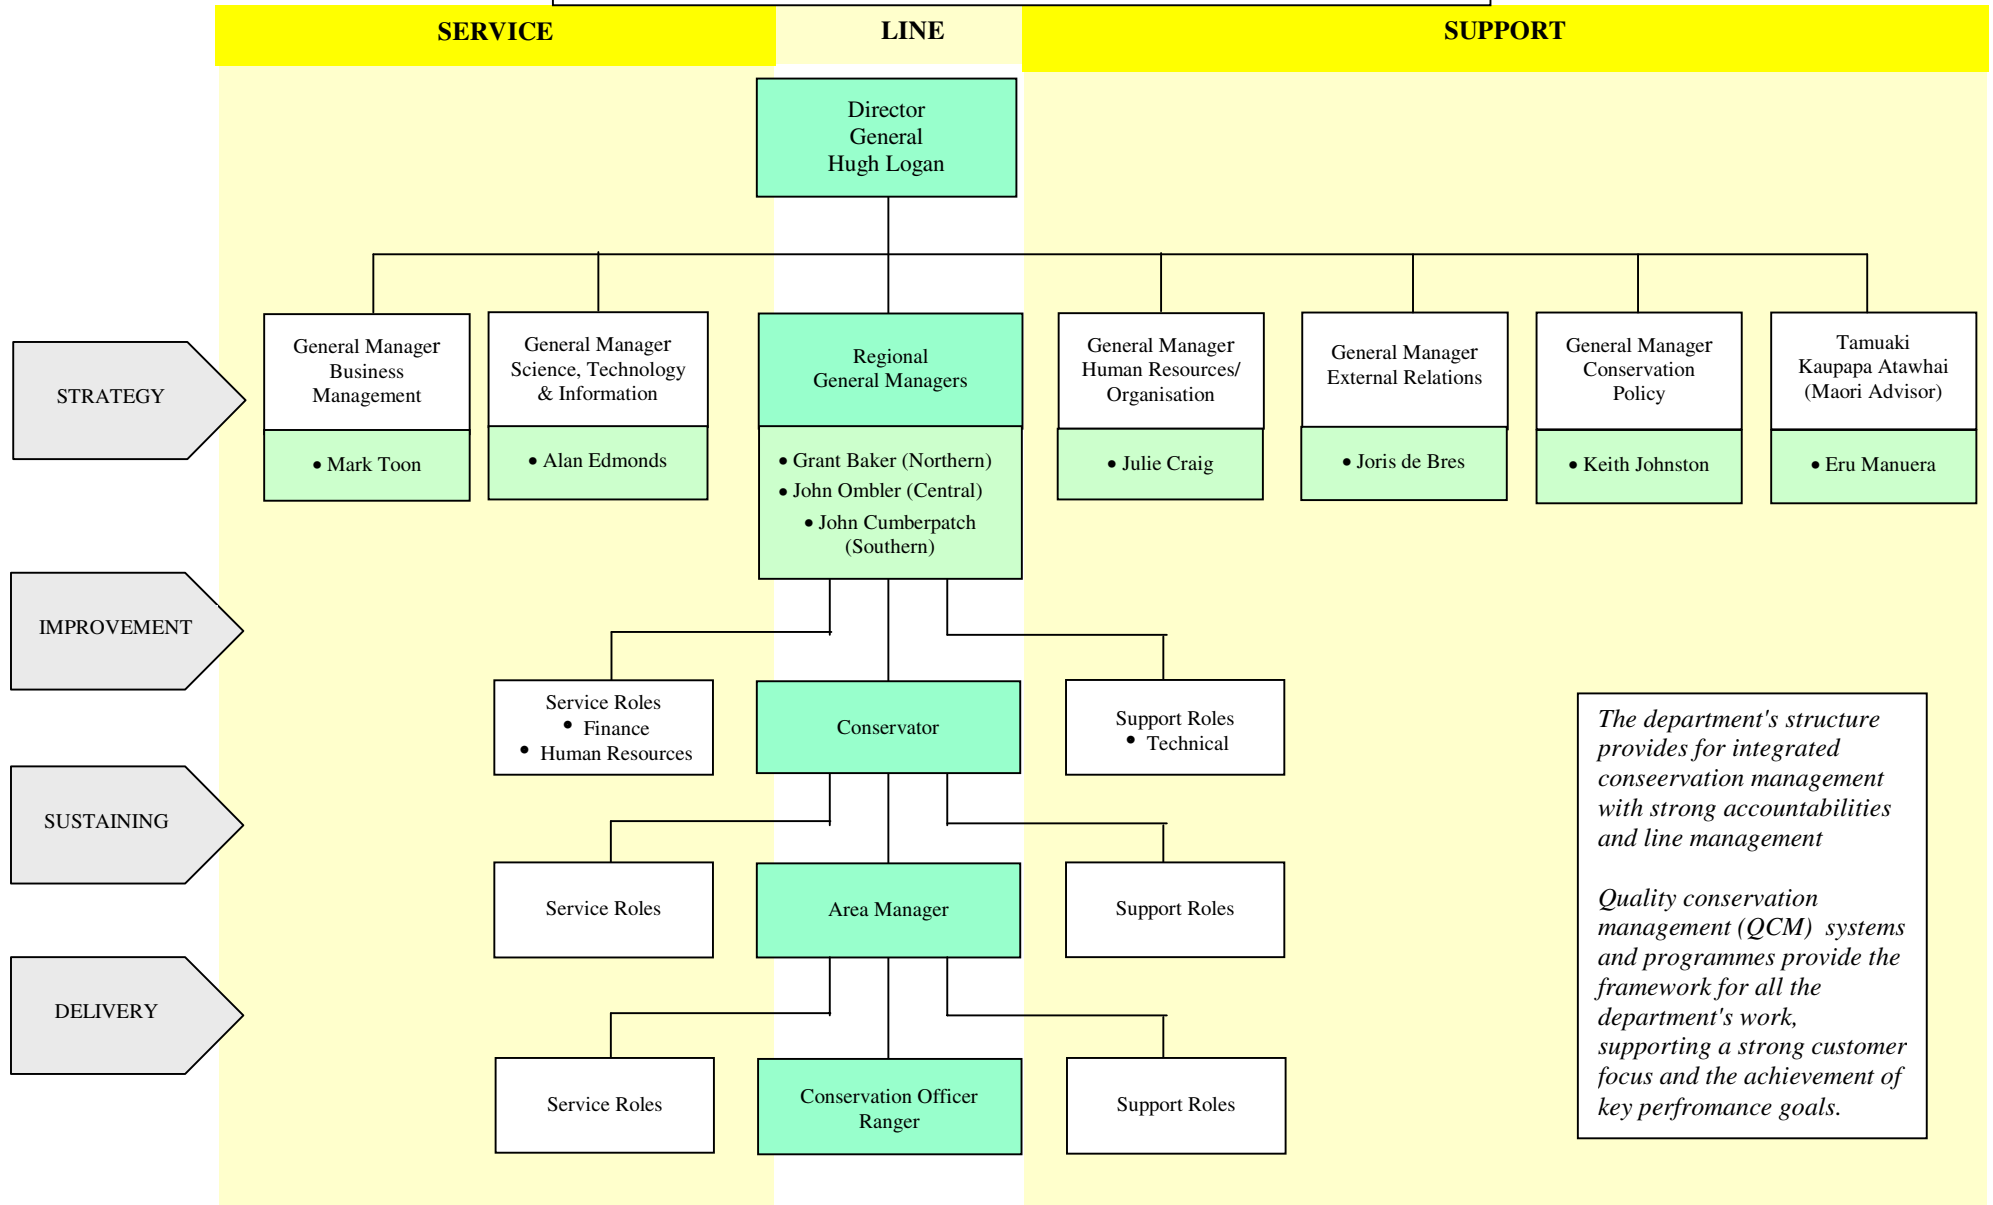 SERVICE
LINE
SUPPORT
Director
General
Hugh Logan
STRATEGY
General Manager
Business
Management
• Mark Toon
General Manager
Science, Technology
& Information
• Alan Edmonds
Regional
General Managers
• Grant Baker (Northern)
• John Ombler (Central)
• John Cumberpatch
(Southern)
General Manager
Human Resources/
Organisation
• Julie Craig
General Manager
External Relations
• Joris de Bres
General Manager
Conservation
Policy
• Keith Johnston
Tamuaki
Kaupapa Atawhai
(Maori Advisor)
• Eru Manuera
IMPROVEMENT
Service Roles
• Finance
• Human Resources
Conservator
Support Roles
• Technical
SUSTAINING
Service Roles
Area Manager
Support Roles
DELIVERY
Service Roles
Conservation Officer
Ranger
Support Roles
The department's structure
provides for integrated
conseervation management
with strong accountabilities
and line management
Quality conservation
management (QCM) systems
and programmes provide the
framework for all the
department's work,
supporting a strong customer
focus and the achievement of
key perfromance goals.